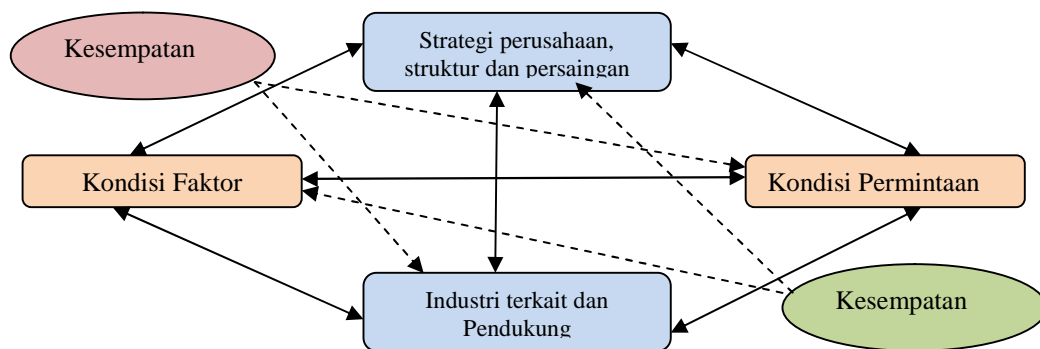 Kesempatan
Strategi perusahaan,
struktur dan persaingan
Kondisi Faktor
Kondisi Permintaan
Industri terkait dan
Pendukung
Kesempatan